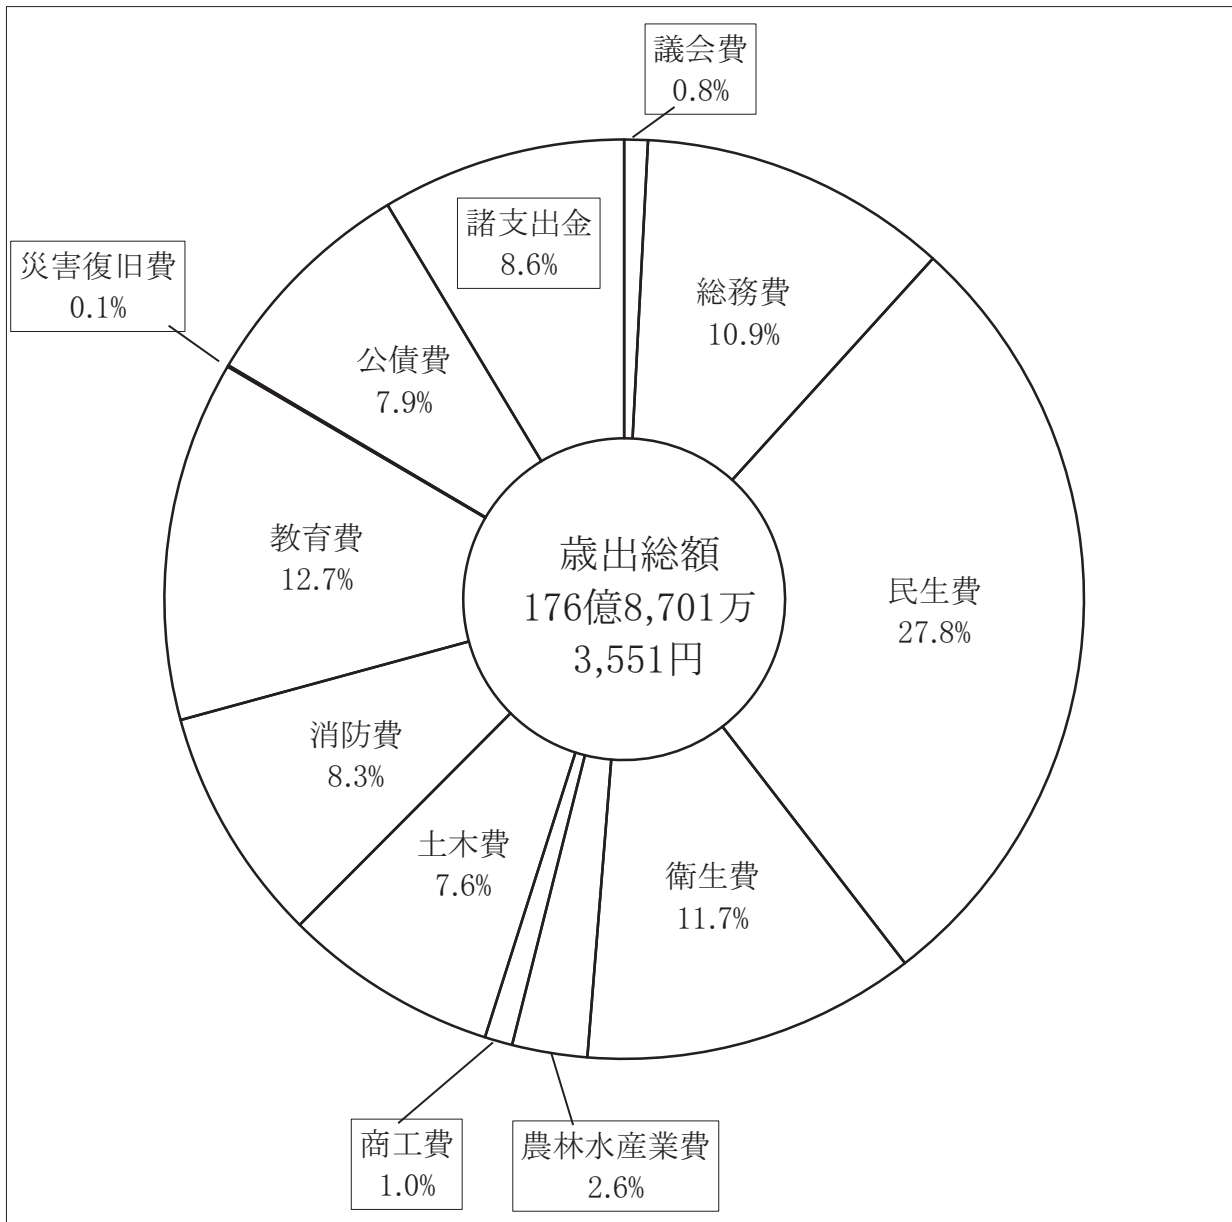 議会費
0.8%
総務費
10.9%
民生費
27.8%
衛生費
11.7%
農林水産業費
2.6%
商工費
1.0%
土木費
7.6%
消防費
8.3%
教育費
12.7%
災害復旧費
0.1%
公債費
7.9%
諸支出金
8.6%
歳出総額
176億8,701万
3,551円